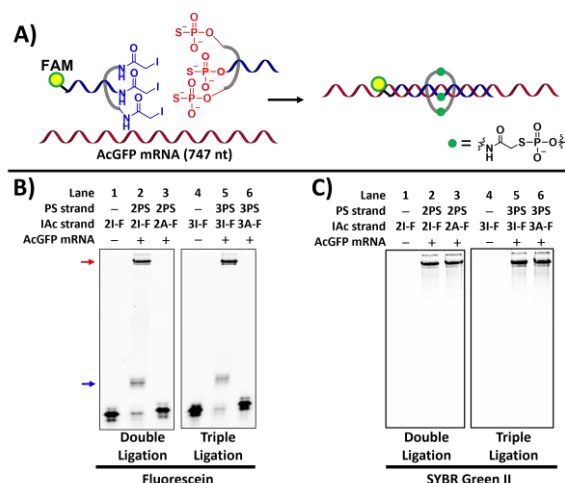 A)
FAM
NH
O
I
NH
O
I
NH
O
I
S⁻ P O
O⁻
S⁻ P O
O⁻
S⁻ P O
O⁻
AcGFP mRNA (747 nt)
= N H O S P O O⁻
B)
Lane 1 2 3 4 5 6
PS strand – 2PS 2PS – 3PS 3PS
IAc strand 2I-F 2I-F 2A-F 3I-F 3I-F 3A-F
AcGFP mRNA – + + – + +
Double Ligation
Triple Ligation
Fluorescein
C)
Lane 1 2 3 4 5 6
PS strand – 2PS 2PS – 3PS 3PS
IAc strand 2I-F 2I-F 2A-F 3I-F 3I-F 3A-F
AcGFP mRNA – + + – + +
Double Ligation
Triple Ligation
SYBR Green II